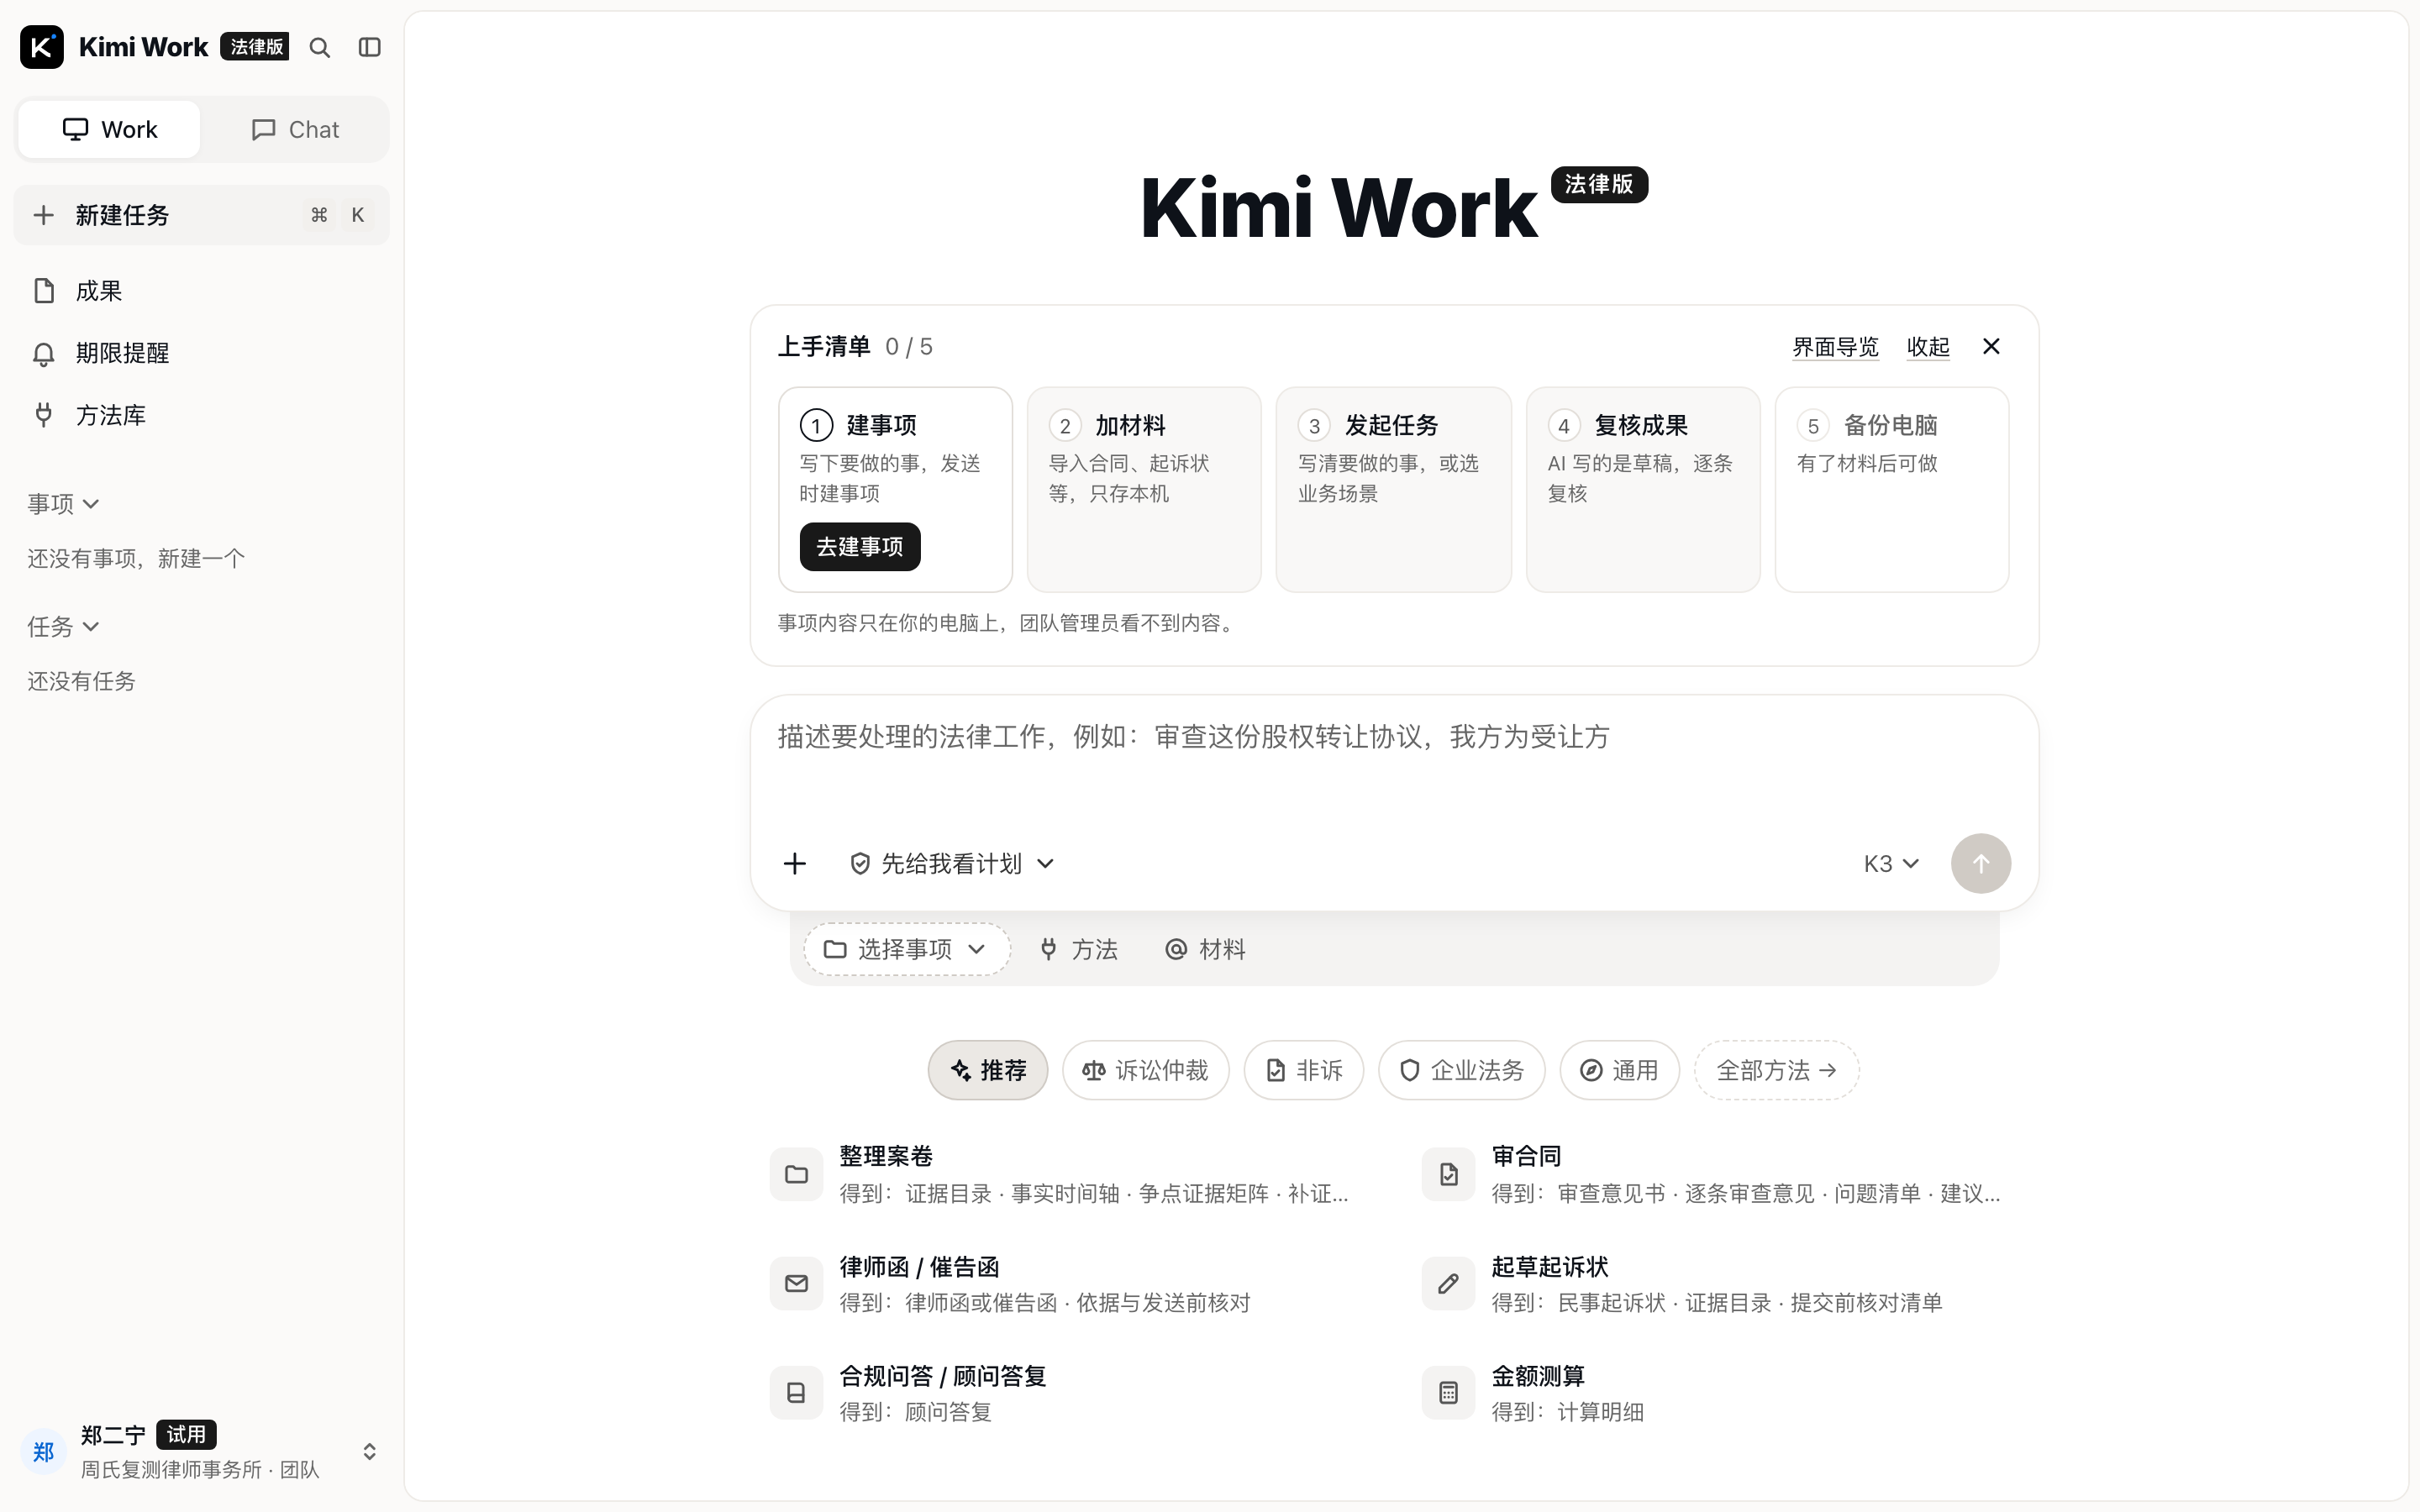 Kimi Work 法律版
Work
Chat
新建任务 ⌘ K
成果
期限提醒
方法库
事项
还没有事项，新建一个
任务
还没有任务
郑
郑二宁 试用
周氏复测律师事务所 · 团队
Kimi Work 法律版
上手清单 0 / 5
界面导览 收起
1 建事项
写下要做的事，发送
时建事项
去建事项
2 加材料
导入合同、起诉状
等，只存本机
3 发起任务
写清要做的事，或选
业务场景
4 复核成果
AI 写的是草稿，逐条
复核
5 备份电脑
有了材料后可做
事项内容只在你的电脑上，团队管理员看不到内容。
描述要处理的法律工作，例如：审查这份股权转让协议，我方为受让方
先给我看计划
K3
选择事项 方法 材料
推荐 诉讼仲裁 非诉 企业法务 通用 全部方法 →
整理案卷
得到：证据目录 · 事实时间轴 · 争点证据矩阵 · 补证...
审合同
得到：审查意见书 · 逐条审查意见 · 问题清单 · 建议...
律师函 / 催告函
得到：律师函或催告函 · 依据与发送前核对
起草起诉状
得到：民事起诉状 · 证据目录 · 提交前核对清单
合规问答 / 顾问答复
得到：顾问答复
金额测算
得到：计算明细